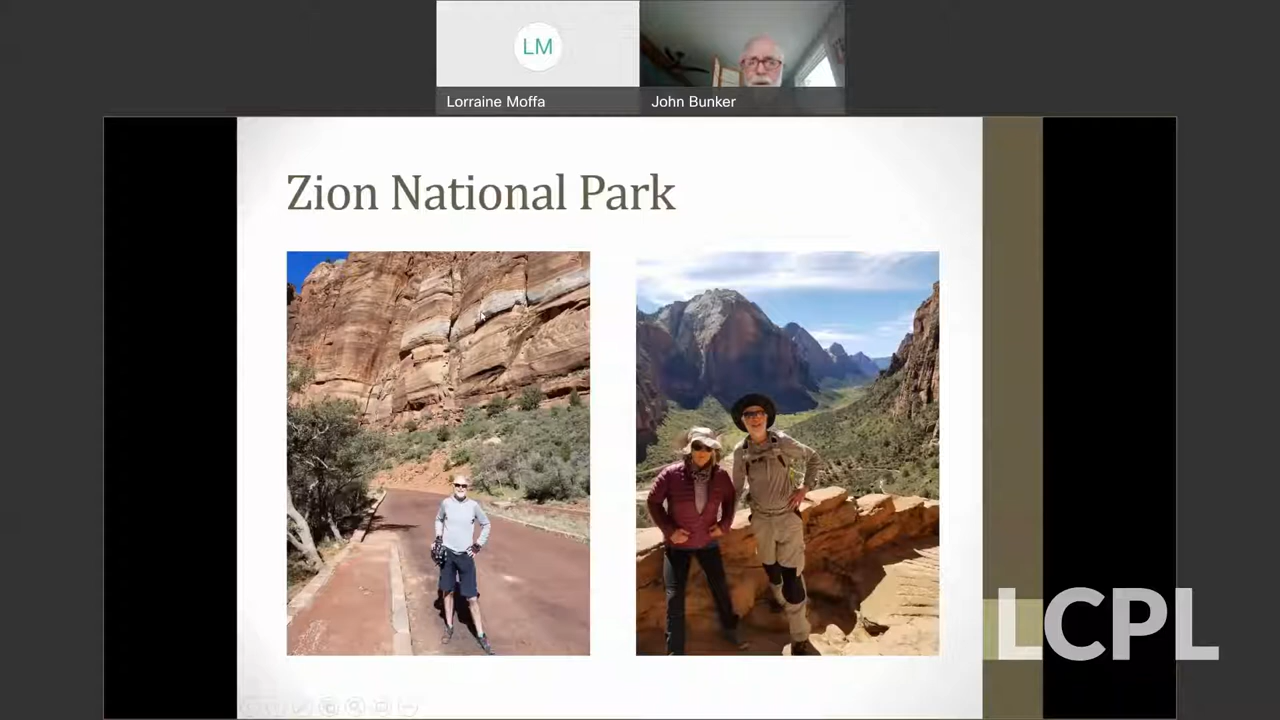 LM
Lorraine Moffa
John Bunker
Zion National Park
LCPL